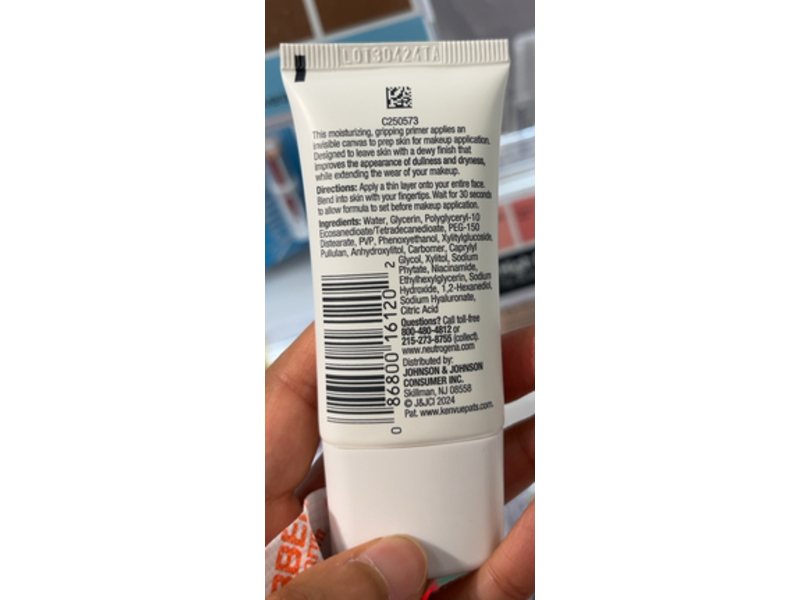 LOT30424TA
C250573
This moisturizing, gripping primer applies an
invisible canvas to prep skin for makeup application.
Designed to leave skin with a dewy finish that
improves the appearance of dullness and dryness,
while extending the wear of your makeup.
Directions: Apply a thin layer onto your entire face.
Blend into skin with your fingertips. Wait for 30 seconds
to allow formula to set before makeup application.
Ingredients: Water, Glycerin, Polyglyceryl-10
Eicosanedioate/Tetradecanedioate, PEG-150
Distearate, PVP, Phenoxyethanol, Xylitylglucoside,
Pullulan, Anhydroxylitol, Carbomer, Caprylyl
Glycol, Xylitol, Sodium
Phytate, Niacinamide,
Ethylhexylglycerin, Sodium
Hydroxide, 1,2-Hexanediol,
Sodium Hyaluronate,
Citric Acid
Questions? Call toll-free
800-480-4812 or
215-273-8755 (collect).
www.neutrogena.com
Distributed by:
JOHNSON & JOHNSON
CONSUMER INC.
Skillman, NJ 08558
© J&JCI 2024
Pat. www.kenvuepats.com.
0 86800 16120 2